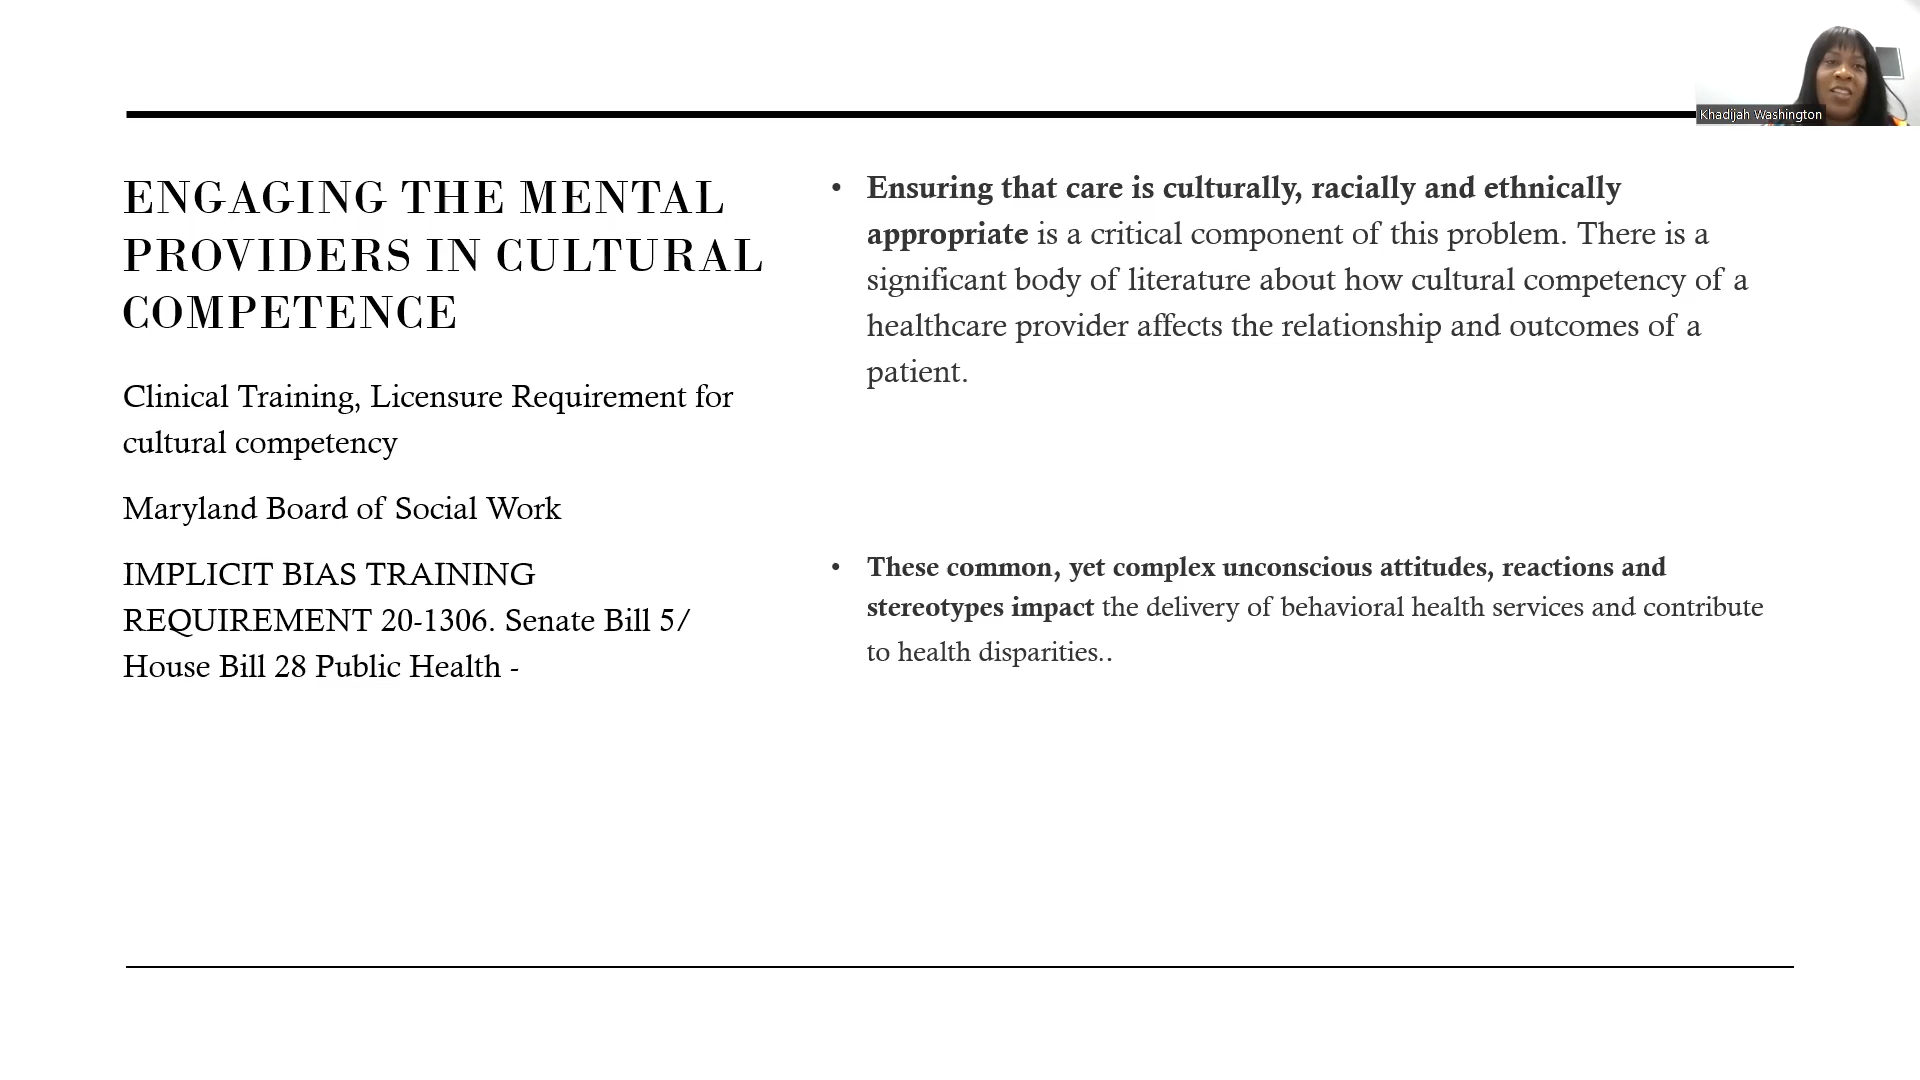 Khadijah Washington
ENGAGING THE MENTAL
PROVIDERS IN CULTURAL
COMPETENCE
Clinical Training, Licensure Requirement for
cultural competency
Maryland Board of Social Work
IMPLICIT BIAS TRAINING
REQUIREMENT 20-1306. Senate Bill 5/
House Bill 28 Public Health -
• Ensuring that care is culturally, racially and ethnically
appropriate is a critical component of this problem. There is a
significant body of literature about how cultural competency of a
healthcare provider affects the relationship and outcomes of a
patient.
• These common, yet complex unconscious attitudes, reactions and
stereotypes impact the delivery of behavioral health services and contribute
to health disparities..